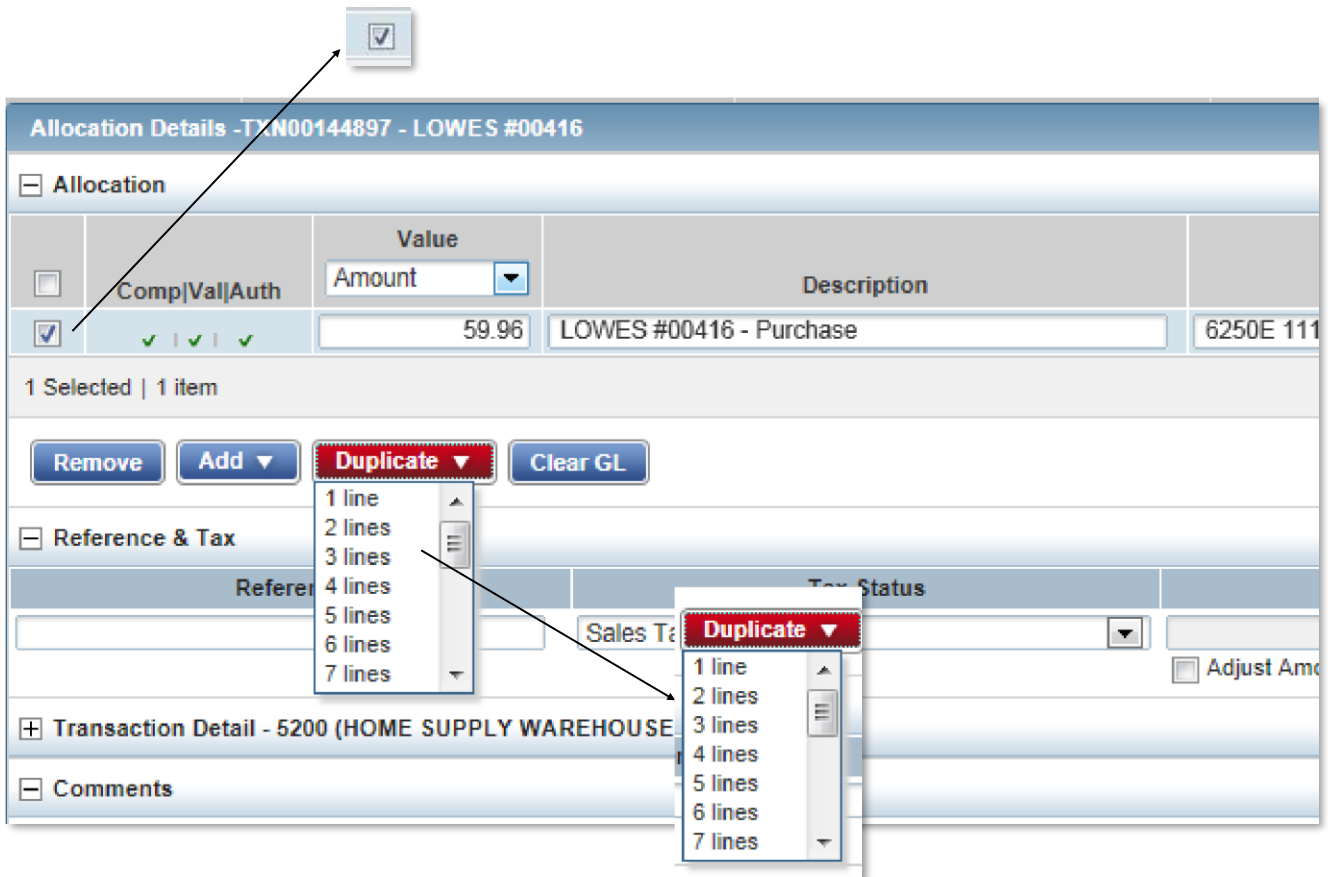 Allocation Details -TXN00144897 - LOWES #00416
Allocation
Value
Amount
Comp|Val|Auth
Description
59.96
LOWES #00416 - Purchase
6250E 111
1 Selected | 1 item
Remove
Add
Duplicate
Clear GL
1 line
2 lines
3 lines
4 lines
5 lines
6 lines
7 lines
Reference & Tax
Refere
Status
Sales Ta
Adjust Amo
Transaction Detail - 5200 (HOME SUPPLY WAREHOUSE
Comments
Duplicate
1 line
2 lines
3 lines
4 lines
5 lines
6 lines
7 lines